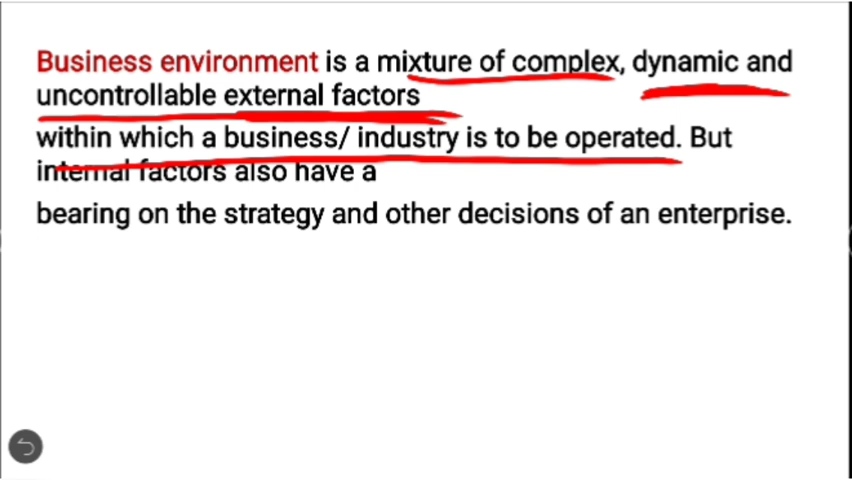 Business environment is a mixture of complex, dynamic and
uncontrollable external factors
within which a business/ industry is to be operated. But
internal factors also have a
bearing on the strategy and other decisions of an enterprise.